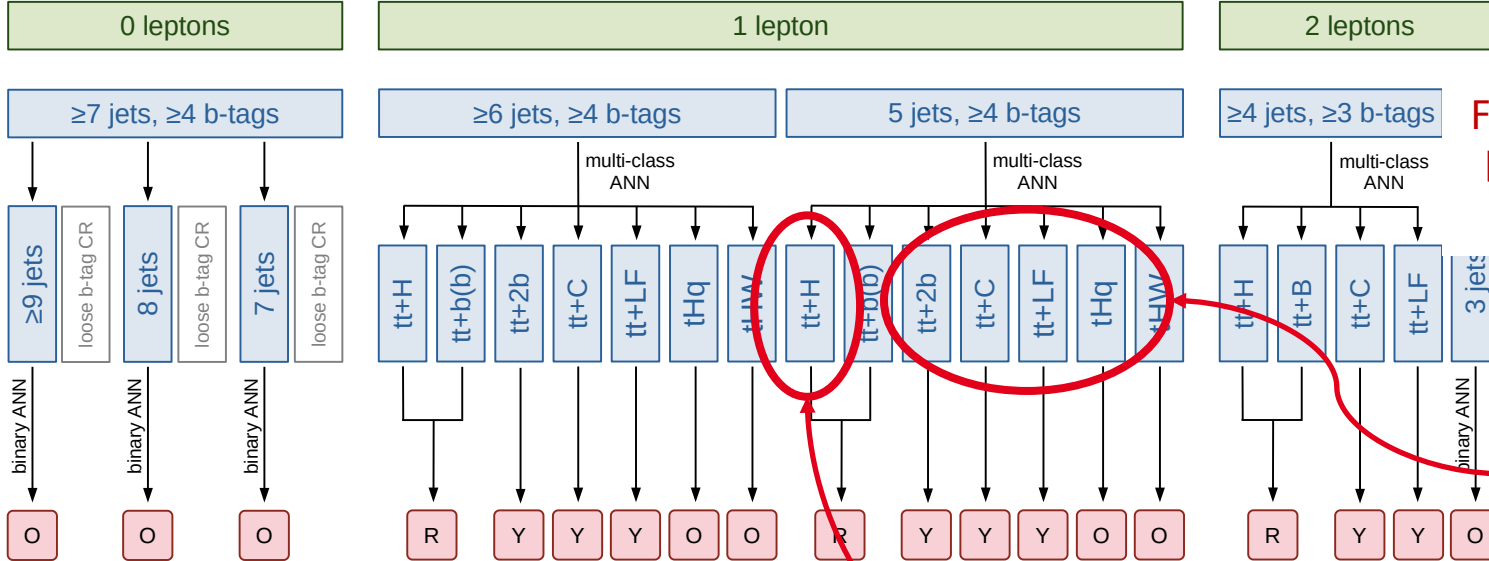 0 leptons
1 lepton
2 leptons
≥7 jets, ≥4 b-tags
≥6 jets, ≥4 b-tags
5 jets, ≥4 b-tags
≥4 jets, ≥3 b-tags
F
multi-class
ANN
multi-class
ANN
multi-class
ANN
≥9 jets
loose b-tag CR
8 jets
loose b-tag CR
7 jets
loose b-tag CR
tt+H
tt+b(b)
tt+2b
tt+C
tt+LF
tHq
tHW
tt+H
tt+b(b)
tt+2b
tt+C
tt+LF
tHq
tHW
tt+H
tt+B
tt+C
tt+LF
3 jets
binary ANN
binary ANN
binary ANN
binary ANN
O
O
O
R
Y
Y
Y
O
O
R
Y
Y
Y
O
O
R
Y
Y
O